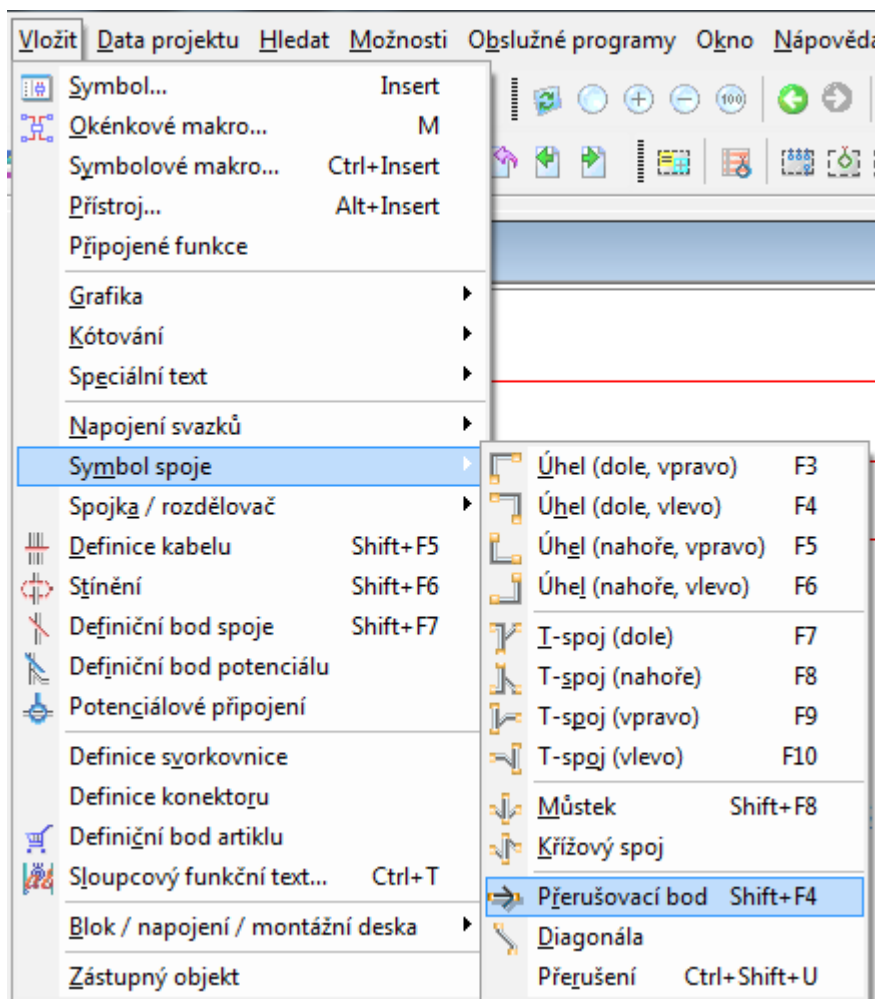 Vložit Data projektu Hledat Možnosti Obslužné programy Okno Nápověda
Symbol... Insert
Okénkové makro... M
Symbolové makro... Ctrl+Insert
Přístroj... Alt+Insert
Připojené funkce
Grafika
Kótování
Speciální text
Napojení svazků
Symbol spoje
Spojka / rozdělovač
Definice kabelu Shift+F5
Stínění Shift+F6
Definiční bod spoje Shift+F7
Definiční bod potenciálu
Potenciálové připojení
Definice svorkovnice
Definice konektoru
Definiční bod artiklu
Sloupcový funkční text... Ctrl+T
Blok / napojení / montážní deska
Zástupný objekt
Úhel (dole, vpravo) F3
Úhel (dole, vlevo) F4
Úhel (nahoře, vpravo) F5
Úhel (nahoře, vlevo) F6
T-spoj (dole) F7
T-spoj (nahoře) F8
T-spoj (vpravo) F9
T-spoj (vlevo) F10
Můstek Shift+F8
Křížový spoj
Přerušovací bod Shift+F4
Diagonála
Přerušení Ctrl+Shift+U
100